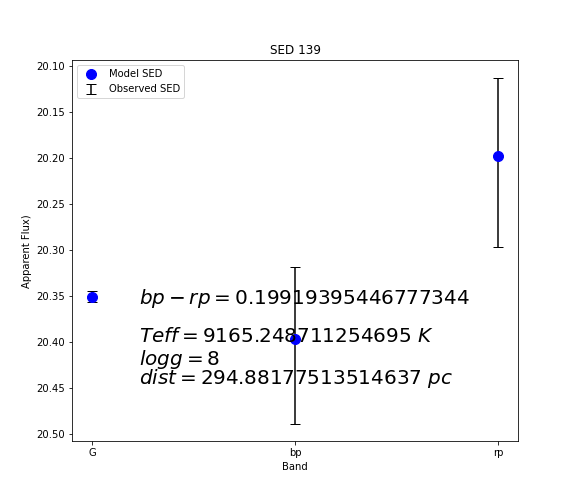 SED 139
20.10
Model SED
Observed SED
20.15
20.20
20.25
20.30
20.35
20.40
20.45
20.50
Apparent Flux)
bp − rp = 0.19919395446777344
Teff = 9165.248711254695 K
logg = 8
dist = 294.88177513514637 pc
G
bp
rp
Band